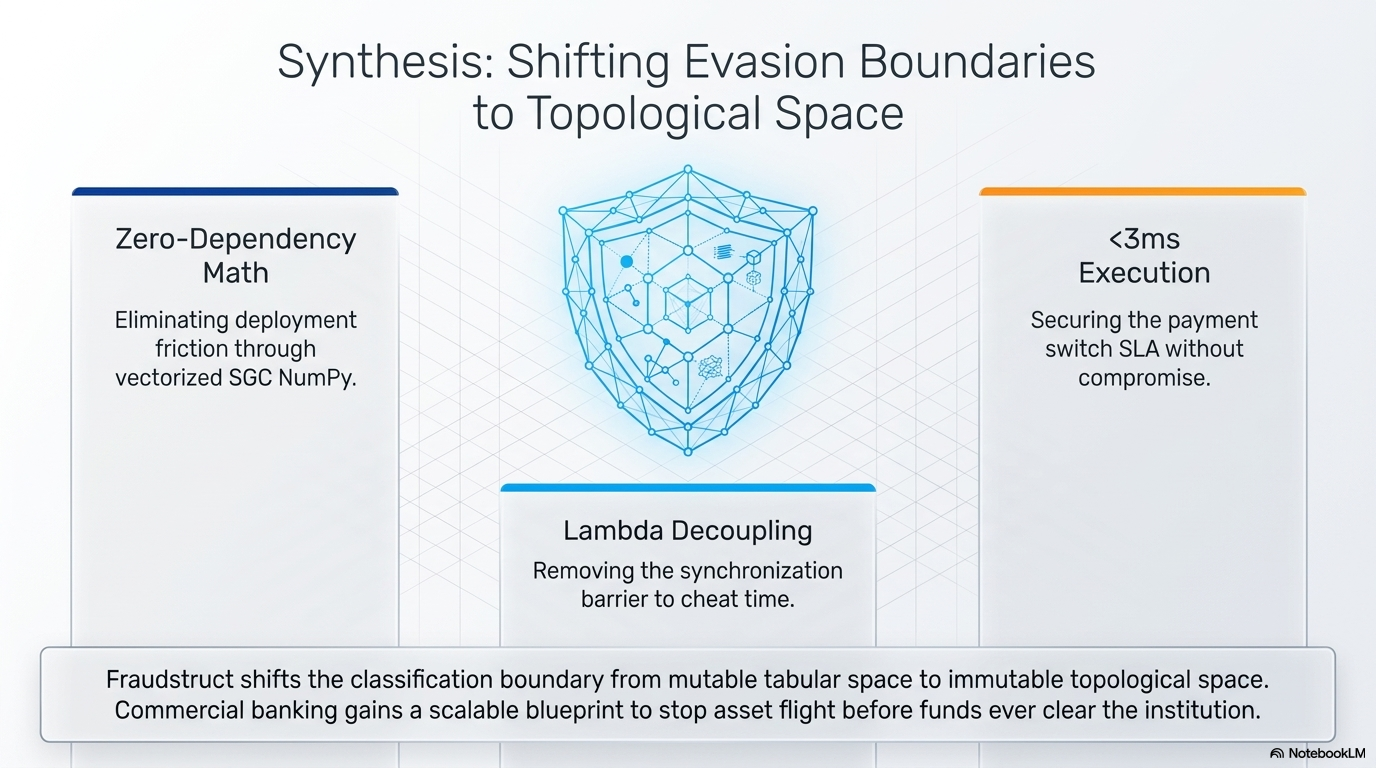 Synthesis: Shifting Evasion Boundaries
to Topological Space
Zero-Dependency
Math
Eliminating deployment
friction through
vectorized SGC NumPy.
<3ms
Execution
Securing the payment
switch SLA without
compromise.
Lambda Decoupling
Removing the synchronization
barrier to cheat time.
Fraudstruct shifts the classification boundary from mutable tabular space to immutable topological space.
Commercial banking gains a scalable blueprint to stop asset flight before funds ever clear the institution.
NotebookLM